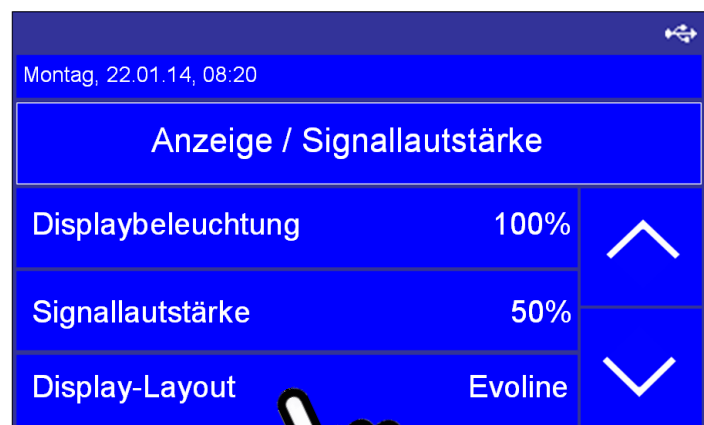 Montag, 22.01.14, 08:20
Anzeige / Signallautstärke
Displaybeleuchtung 100%
Signallautstärke 50%
Display-Layout Evoline